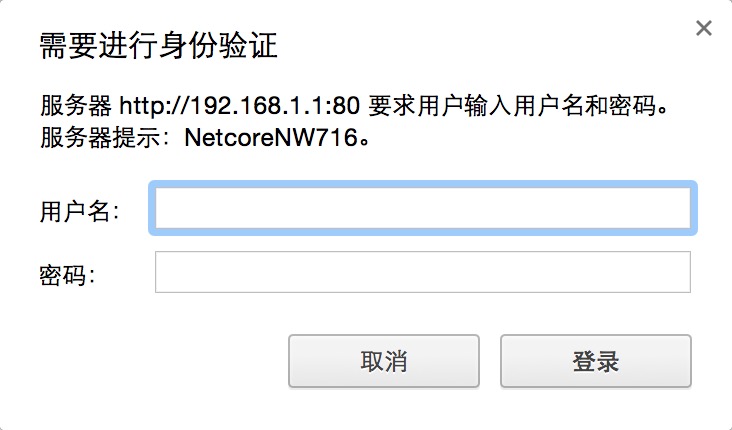 需要进行身份验证
服务器 http://192.168.1.1:80 要求用户输入用户名和密码。
服务器提示：NetcoreNW716。
用户名：
密码：
取消 登录